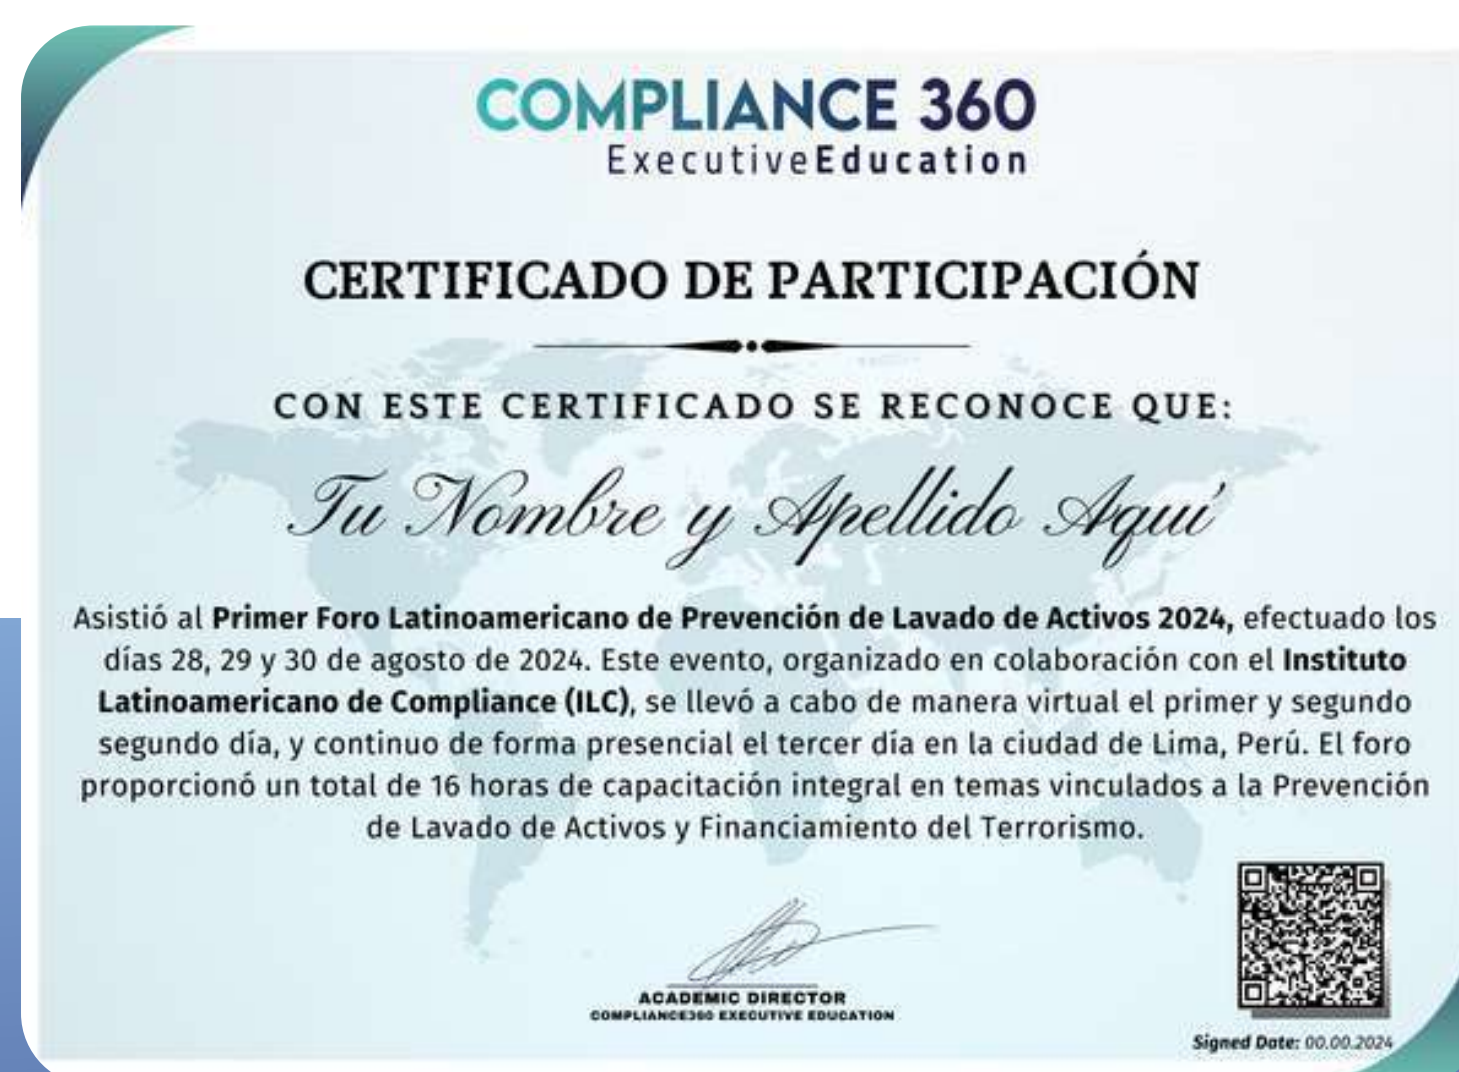 COMPLIANCE 360
ExecutiveEducation
CERTIFICADO DE PARTICIPACIÓN
CON ESTE CERTIFICADO SE RECONOCE QUE:
Tu Nombre y Apellido Aquí
Asistió al Primer Foro Latinoamericano de Prevención de Lavado de Activos 2024, efectuado los
días 28, 29 y 30 de agosto de 2024. Este evento, organizado en colaboración con el Instituto
Latinoamericano de Compliance (ILC), se llevó a cabo de manera virtual el primer y segundo
segundo día, y continuo de forma presencial el tercer día en la ciudad de Lima, Perú. El foro
proporcionó un total de 16 horas de capacitación integral en temas vinculados a la Prevención
de Lavado de Activos y Financiamiento del Terrorismo.
ACADEMIC DIRECTOR
COMPLIANCE360 EXECUTIVE EDUCATION
Signed Date: 00.00.2024